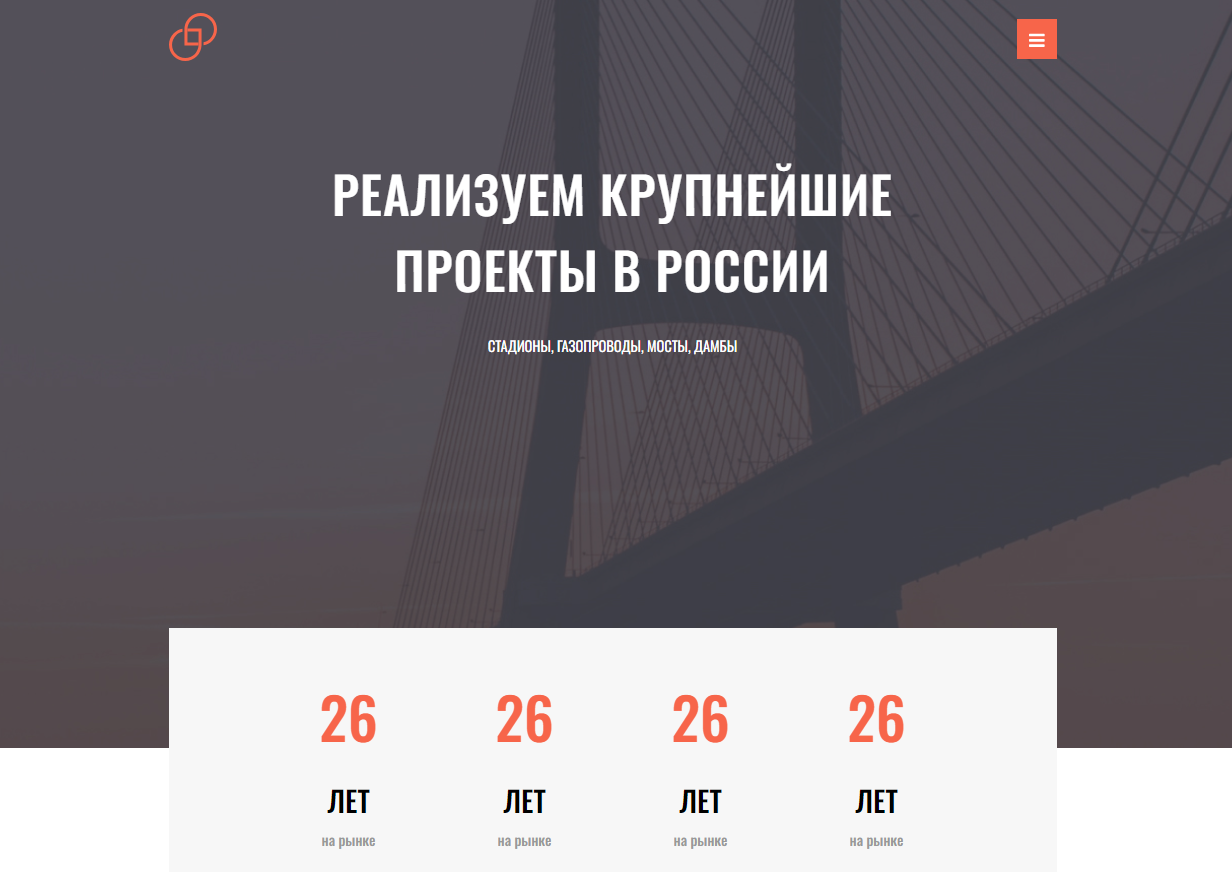 РЕАЛИЗУЕМ КРУПНЕЙШИЕ
ПРОЕКТЫ В РОССИИ
СТАДИОНЫ, ГАЗОПРОВОДЫ, МОСТЫ, ДАМБЫ
26 26 26 26
ЛЕТ ЛЕТ ЛЕТ ЛЕТ
на рынке на рынке на рынке на рынке